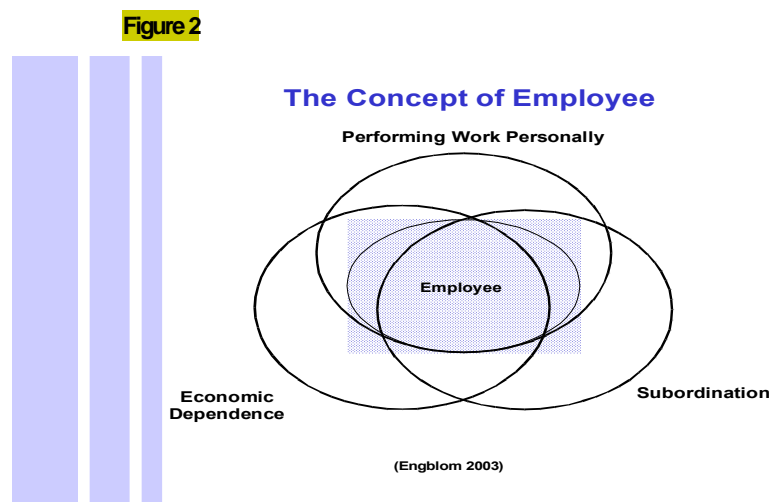 Figure 2
The Concept of Employee
Performing Work Personally
Employee
Economic
Dependence
Subordination
(Engblom 2003)